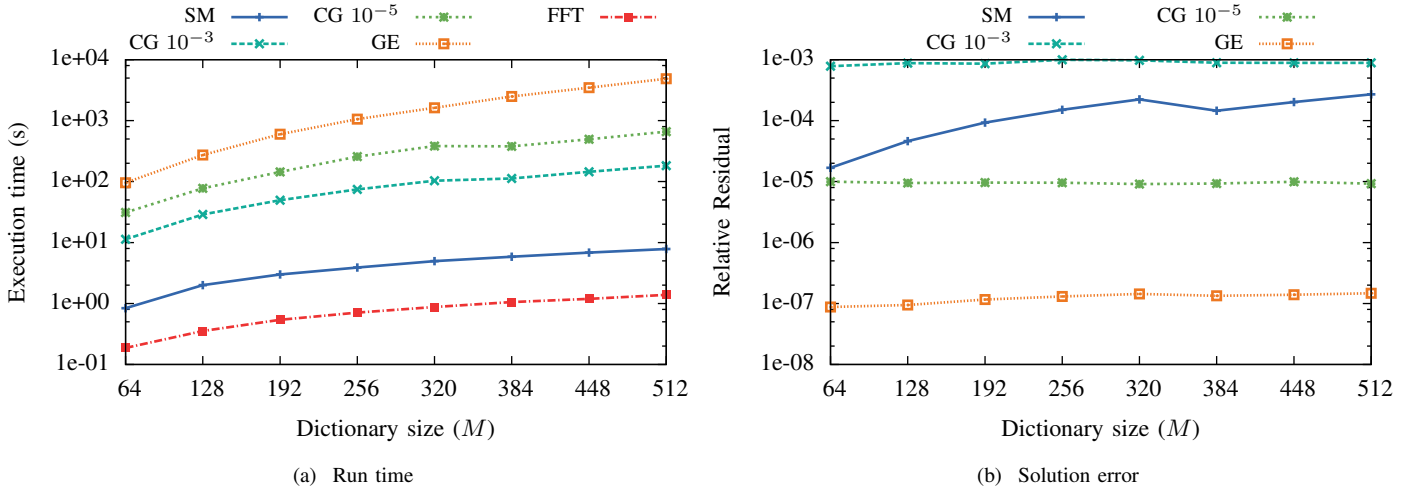 SM
CG 10⁻⁵
FFT
CG 10⁻³
GE
1e+04
1e+03
1e+02
1e+01
1e+00
1e-01
Execution time (s)
64 128 192 256 320 384 448 512
Dictionary size (M)
(a) Run time
SM
CG 10⁻⁵
CG 10⁻³
GE
1e-03
1e-04
1e-05
1e-06
1e-07
1e-08
Relative Residual
64 128 192 256 320 384 448 512
Dictionary size (M)
(b) Solution error